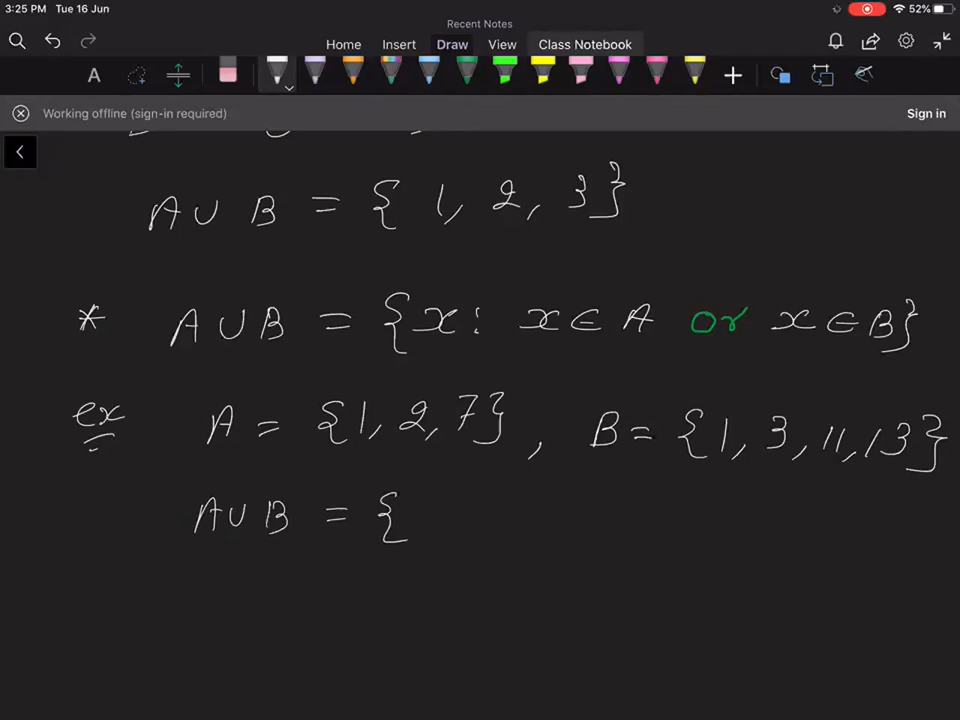 3:25 PM Tue 16 Jun 52%
Recent Notes
Home Insert Draw View Class Notebook
A
Working offline (sign-in required) Sign in
A ∪ B = { 1, 2, 3}
* A ∪ B = {x: x ∈ A or x ∈ B}
ex A = {1, 2, 7}, B = {1, 3, 11, 13}
A ∪ B = {